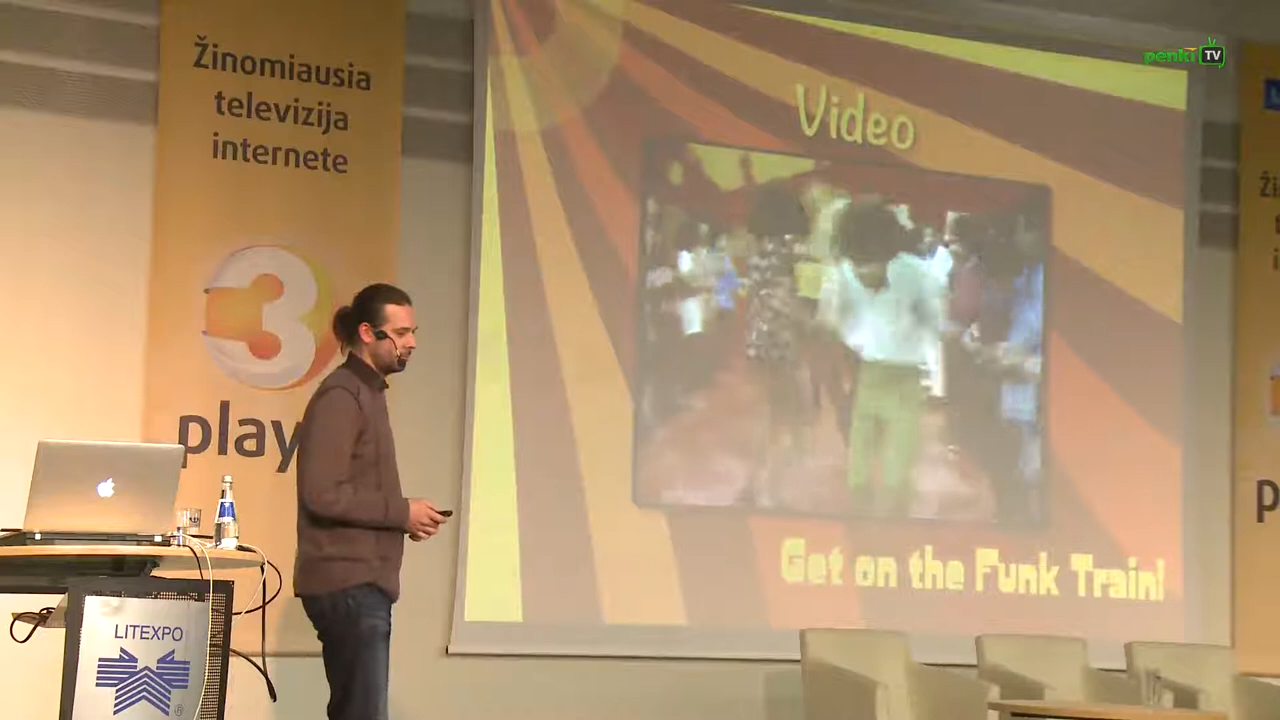 Žinomiausia
televizija
internete
3
play
penki TV
Video
Get on the Funk Train!
LITEXPO
®